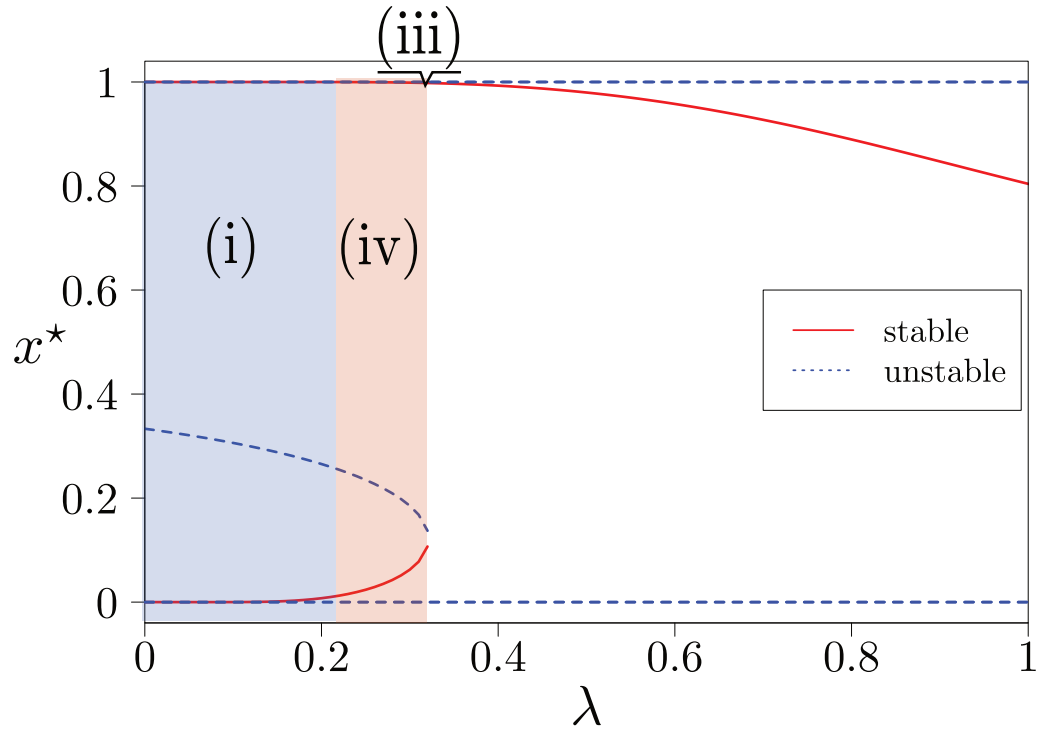 (iii)
1
0.8
(i)
(iv)
0.6
stable
x⋆
unstable
0.4
0.2
0
0 0.2 0.4 0.6 0.8 1
λ